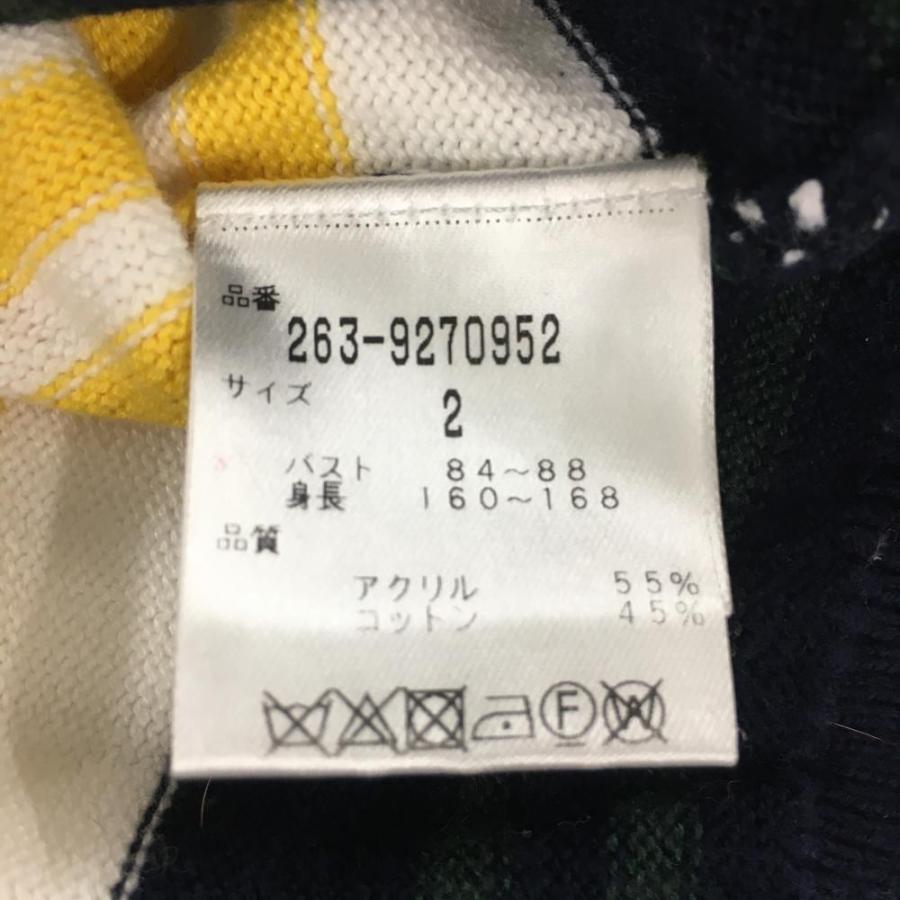 品番
263-9270952
サイズ
2
バスト 84～88
身長 160～168
品質
アクリル 55%
コットン 45%
F W